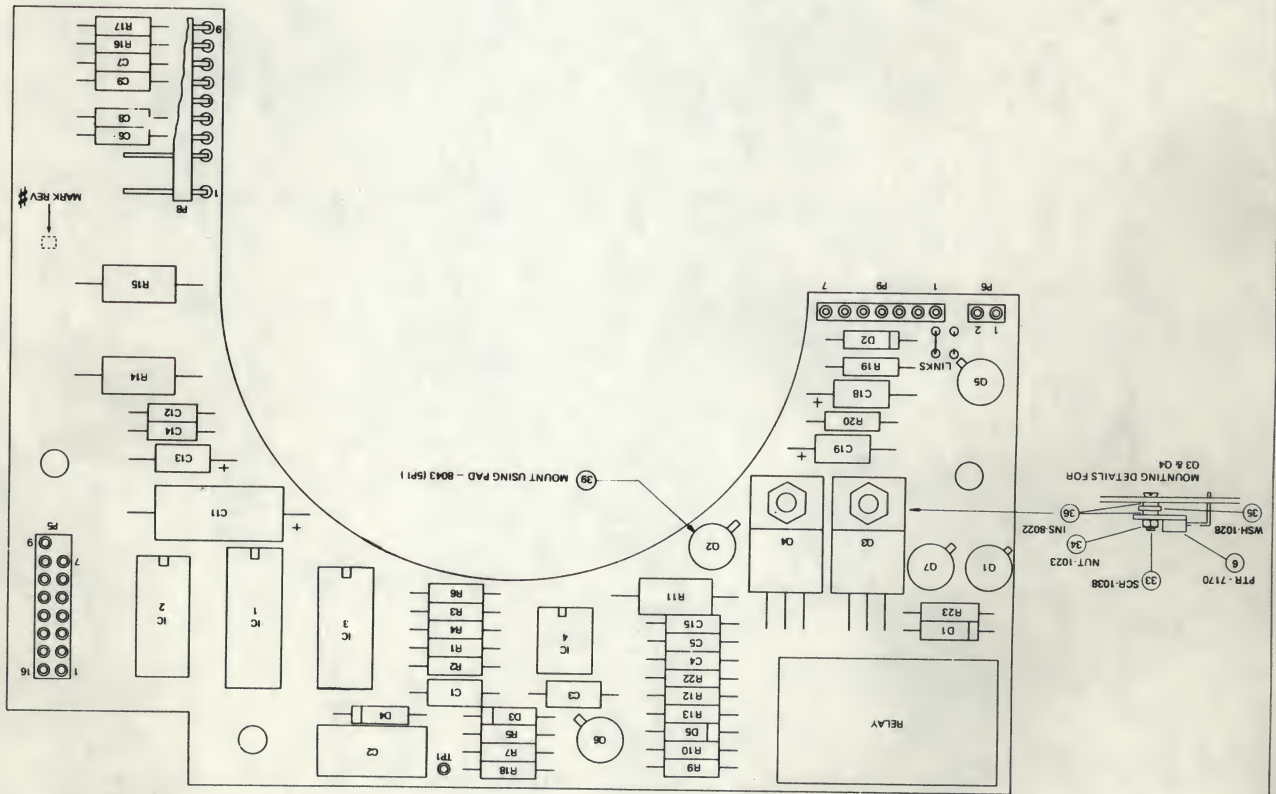 RELAY
R9
R10
D5
R13
R12
R22
C4
C5
C15
R11
R18
R7
R5
D3
TP1
C2
D4
Q6
C3
C1
IC
4
R2
R1
R4
R3
R6
IC
3
IC
1
IC
2
1
16
7
9
P5
D1
R23
Q1
Q7
Q3
Q4
Q2
6
PTR - 7170
33
SCR-1038
34
NUT-1023
35
WSH-1028
36
INS-8022
MOUNTING DETAILS FOR
Q3 & Q4
39
MOUNT USING PAD - 8043 (5P1)
C11
+
C13
+
C14
C12
R14
R15
C19
+
R20
C18
+
R19
D2
Q5
LINKS
1
2
P6
1
P9
7
MARK REV
#
P8
1
9
C6
C8
C9
C7
R16
R17